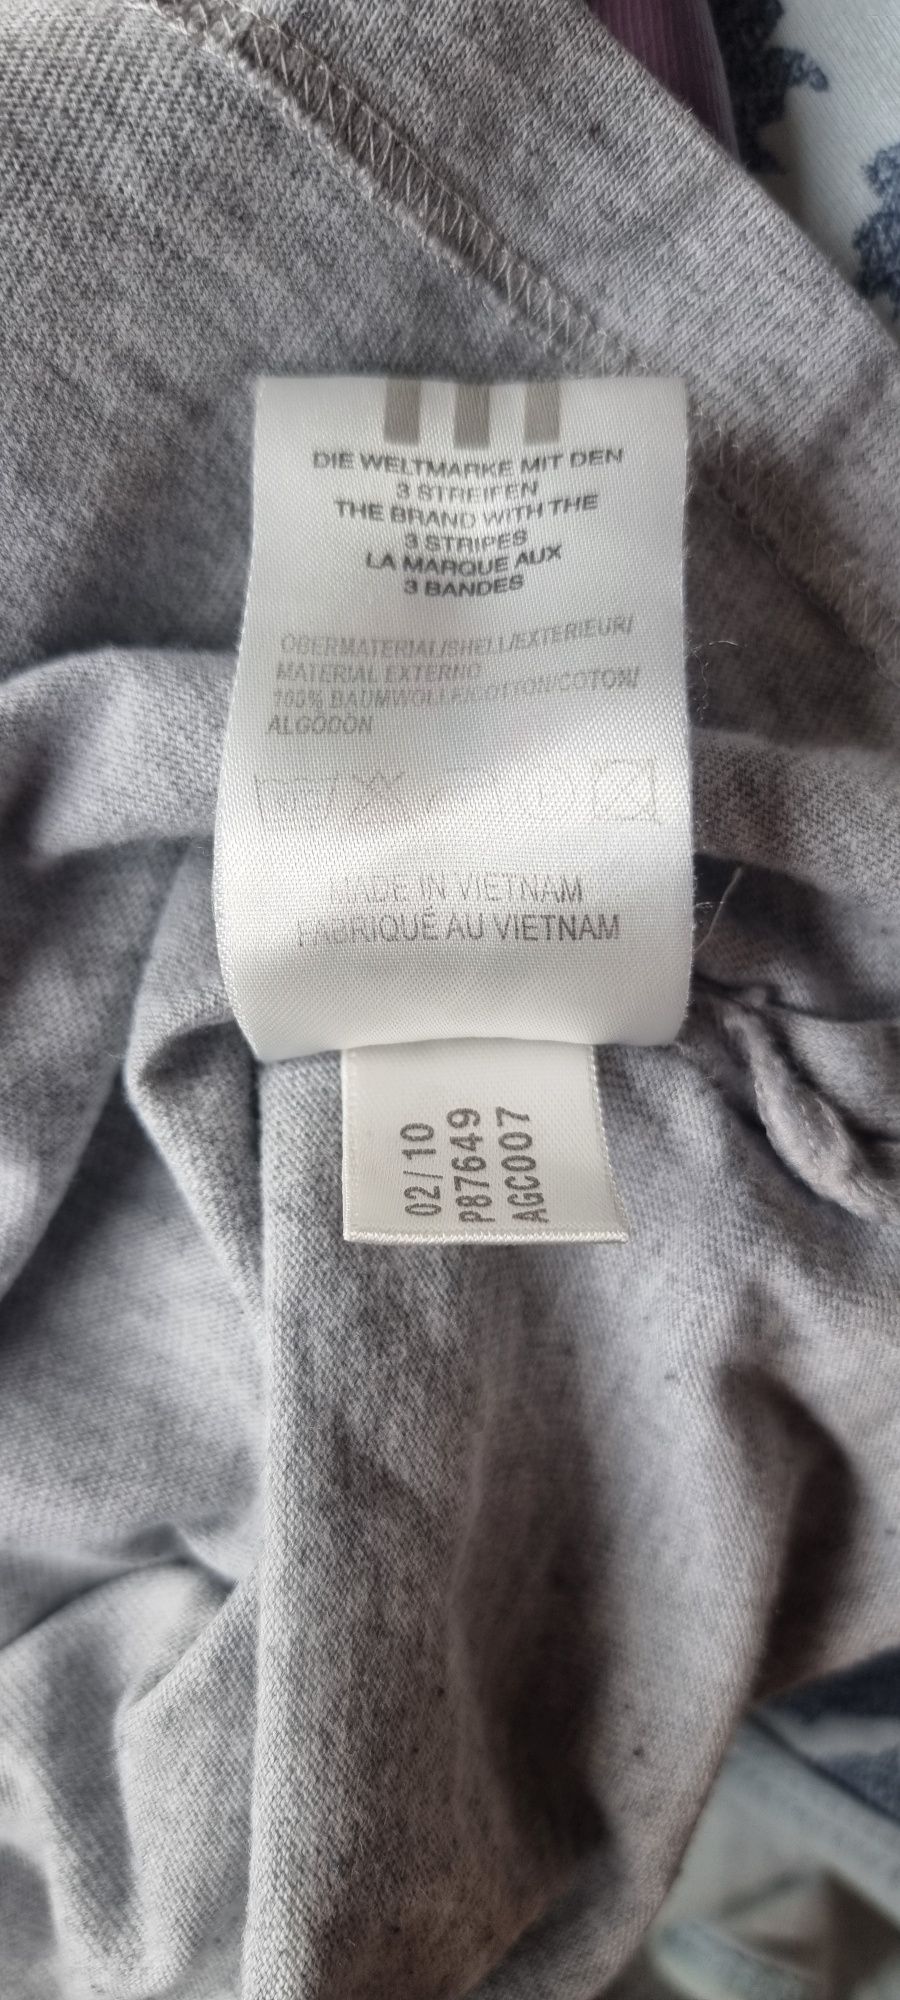 DIE WELTMARKE MIT DEN
3 STREIFEN
THE BRAND WITH THE
3 STRIPES
LA MARQUE AUX
3 BANDES
OBERMATERIAL/SHELL/EXTERIEUR/
MATERIAL EXTERNO
100% BAUMWOLLE/COTTON/COTON/
ALGODON
MADE IN VIETNAM
FABRIQUÉ AU VIETNAM
02/10
P87649
AGC007